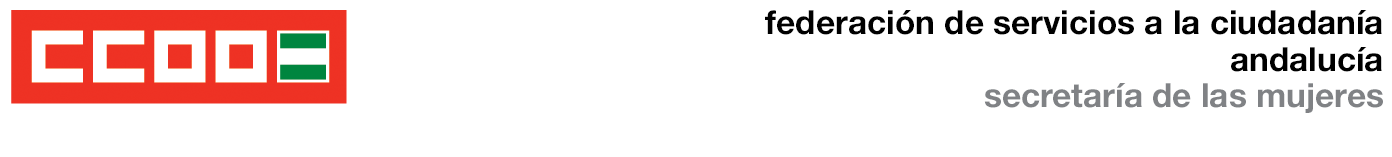 CCOO
federación de servicios a la ciudadanía
andalucía
secretaría de las mujeres